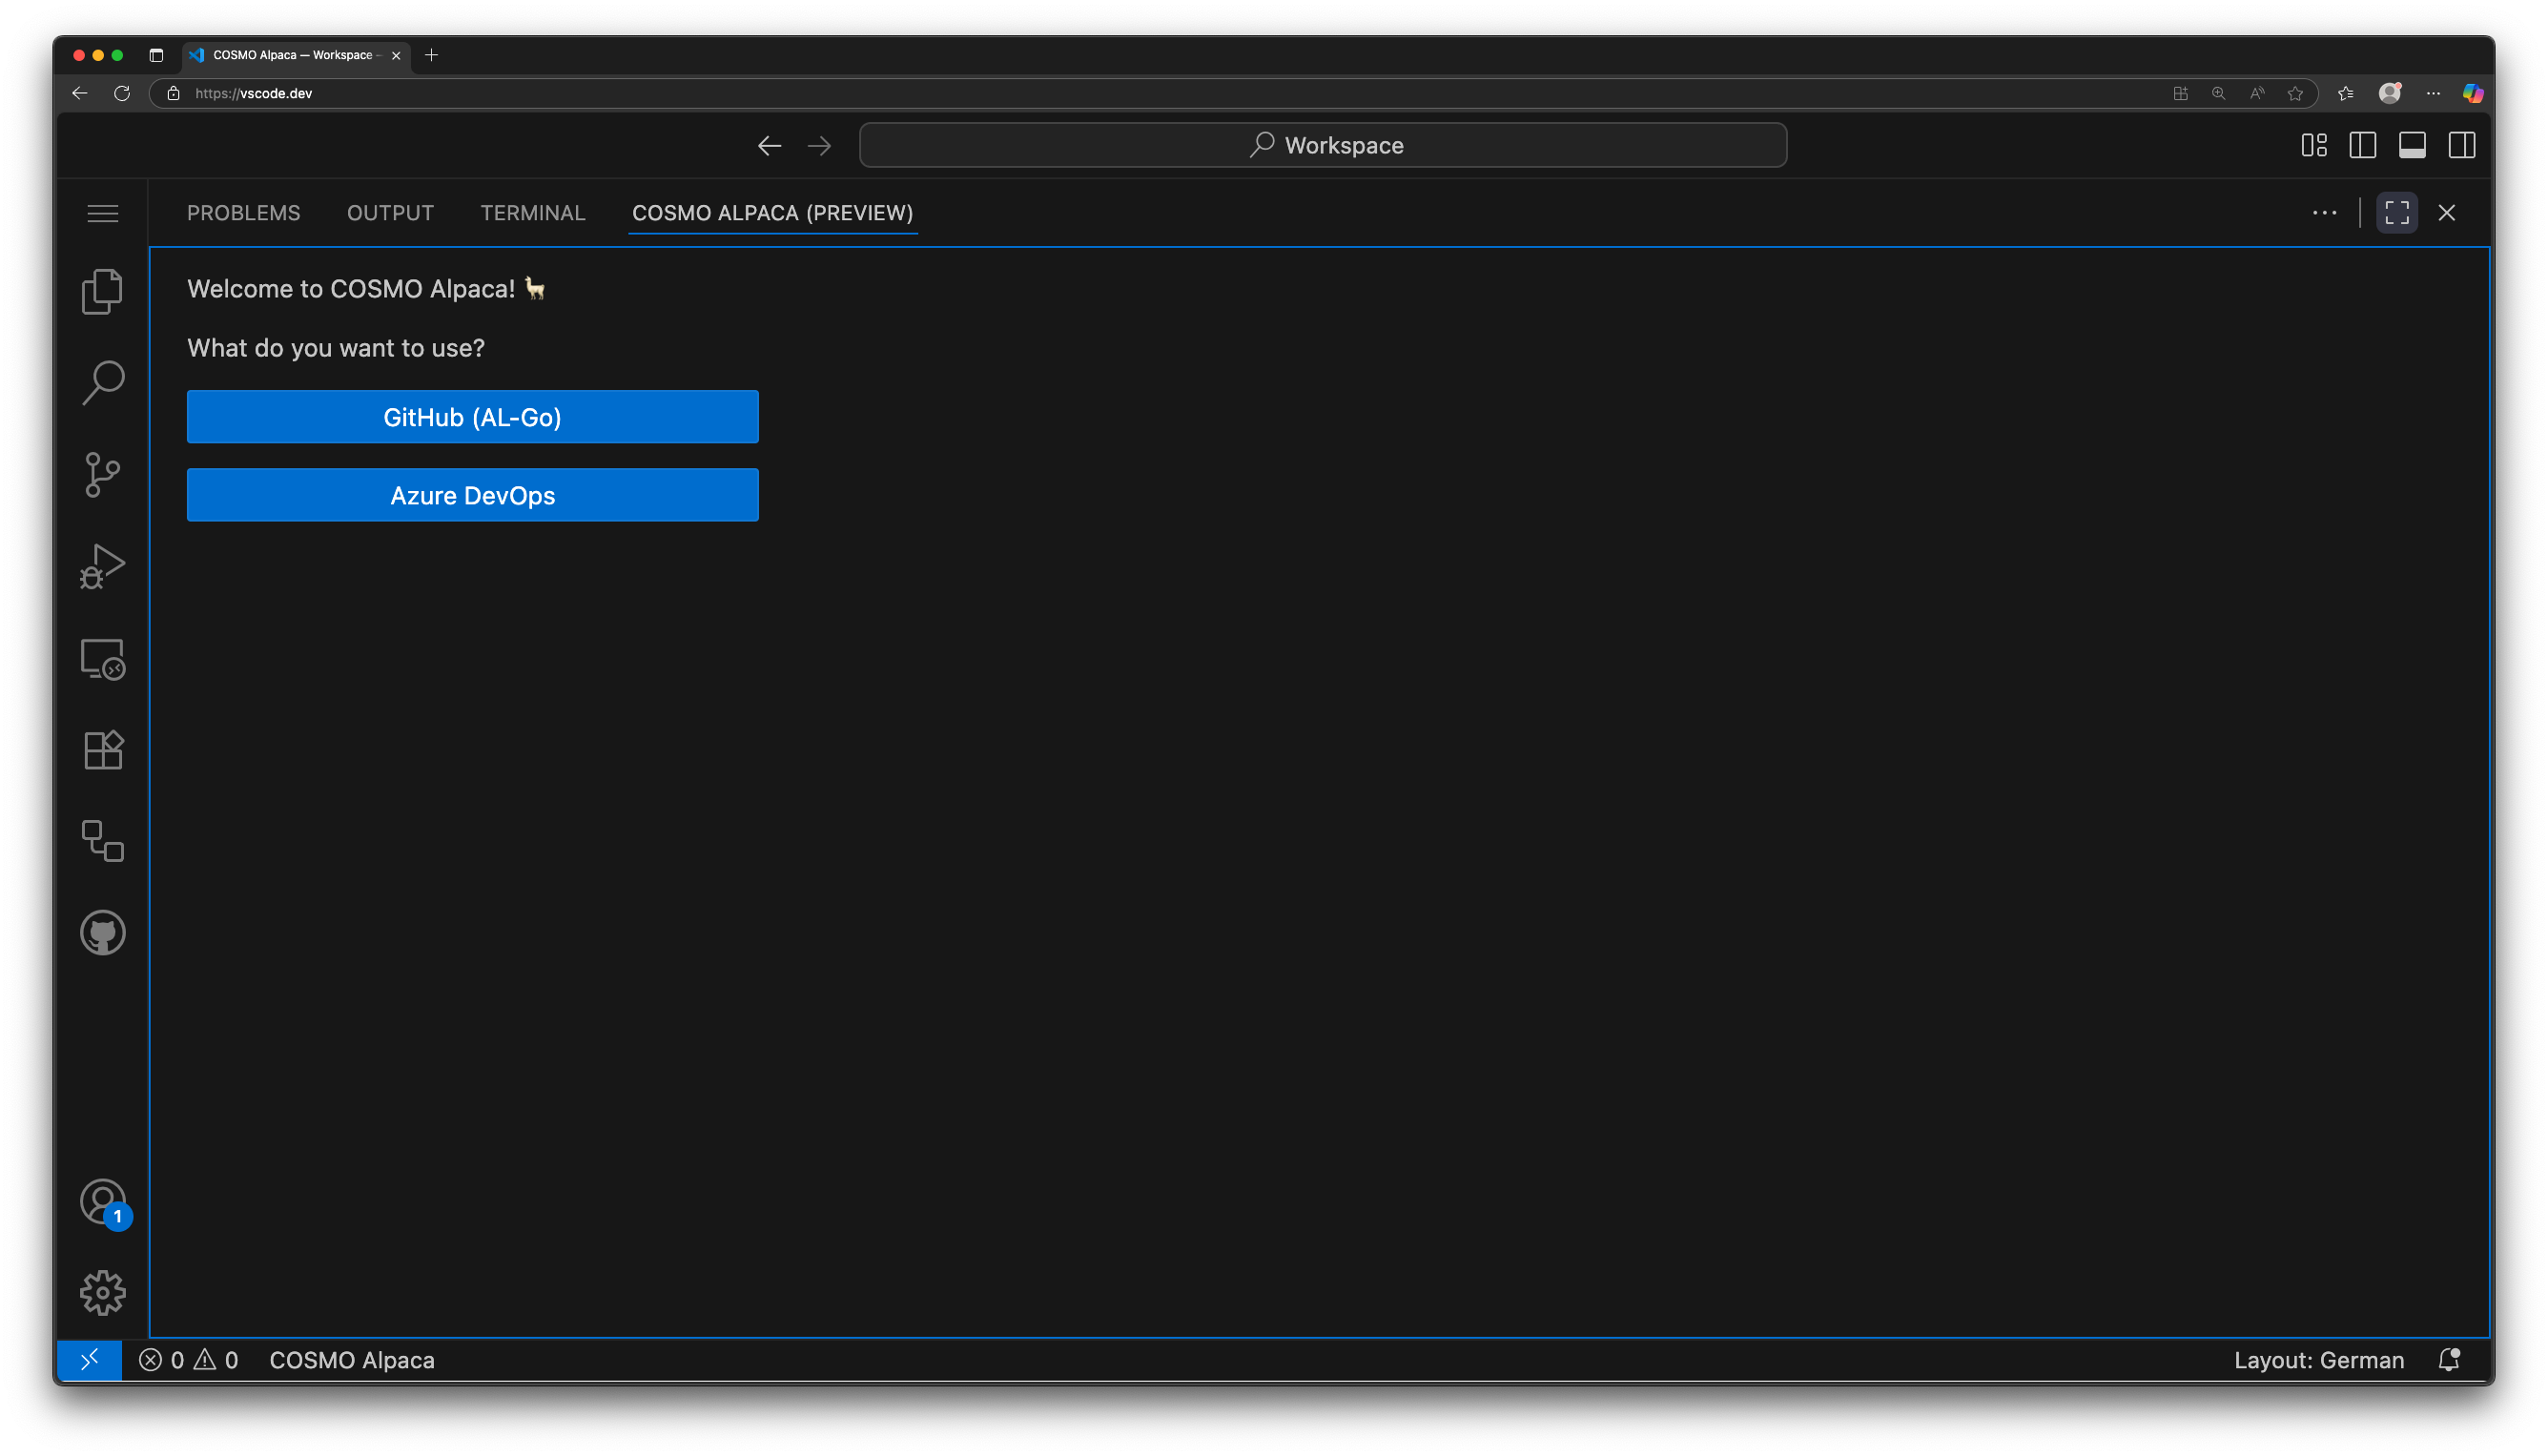 COSMO Alpaca — Workspace -
https://vscode.dev
Workspace
PROBLEMS OUTPUT TERMINAL COSMO ALPACA (PREVIEW)
Welcome to COSMO Alpaca! 🦙
What do you want to use?
GitHub (AL-Go)
Azure DevOps
1
0 0 COSMO Alpaca Layout: German